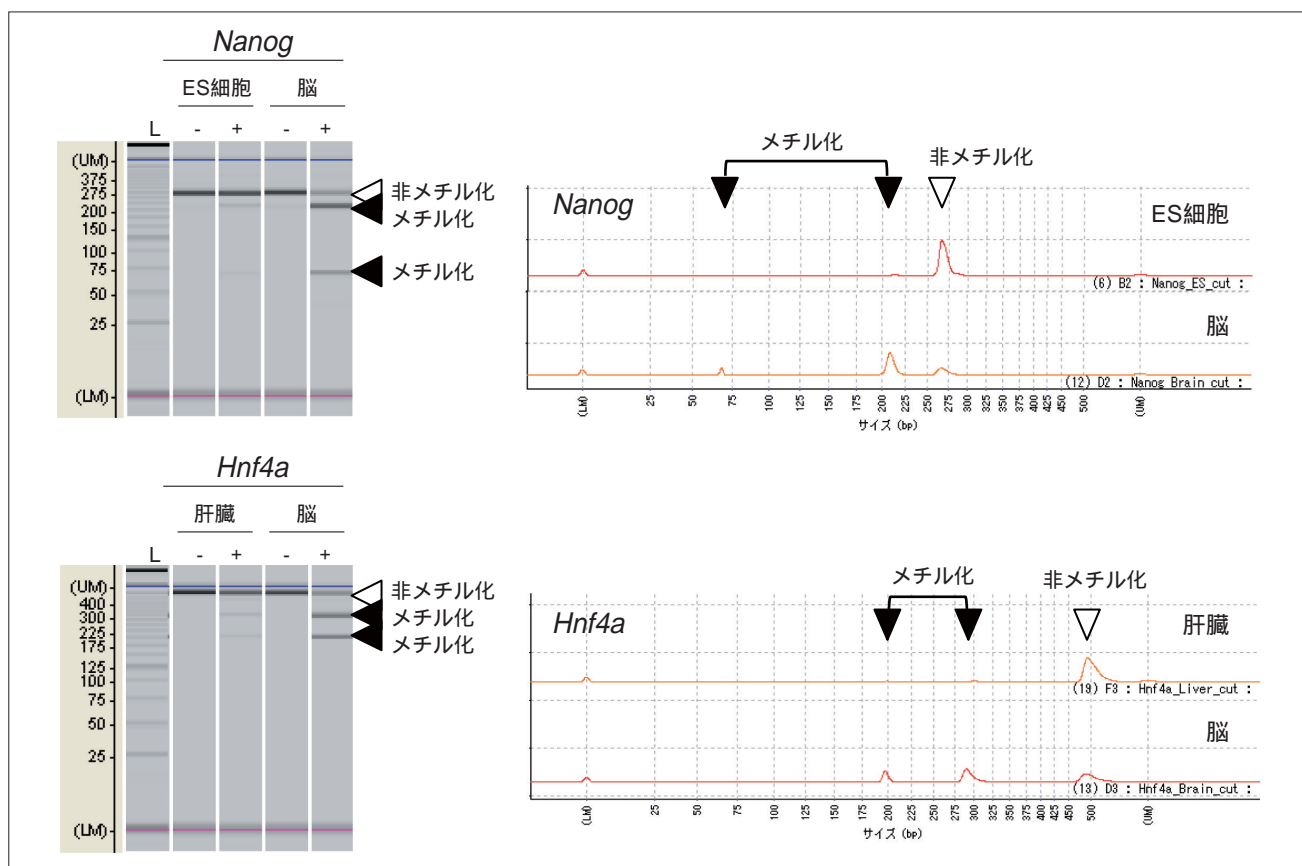 Nanog
ES細胞 脳
L - + - +
(UM)
375
275
200
150
100
75
50
25
(LM)
非メチル化
メチル化
メチル化
メチル化 非メチル化
Nanog
ES細胞
(6) B2 : Nanog_ES_cut :
脳
(12) D2 : Nanog Brain cut :
(LM) 25 50 75 100 125 150 175 200 225 250 275 300 325 350 375 400 425 450 500 (UM)
サイズ (bp)
Hnf4a
肝臓 脳
L - + - +
(UM)
400
300
225
175
125
100
75
50
25
(LM)
非メチル化
メチル化
メチル化
メチル化 非メチル化
Hnf4a
肝臓
(19) F3 : Hnf4a_Liver_cut :
脳
(13) D3 : Hnf4a_Brain_cut :
(LM) 25 50 75 100 125 150 175 200 225 250 275 300 325 350 375 400 425 450 500 (UM)
サイズ (bp)